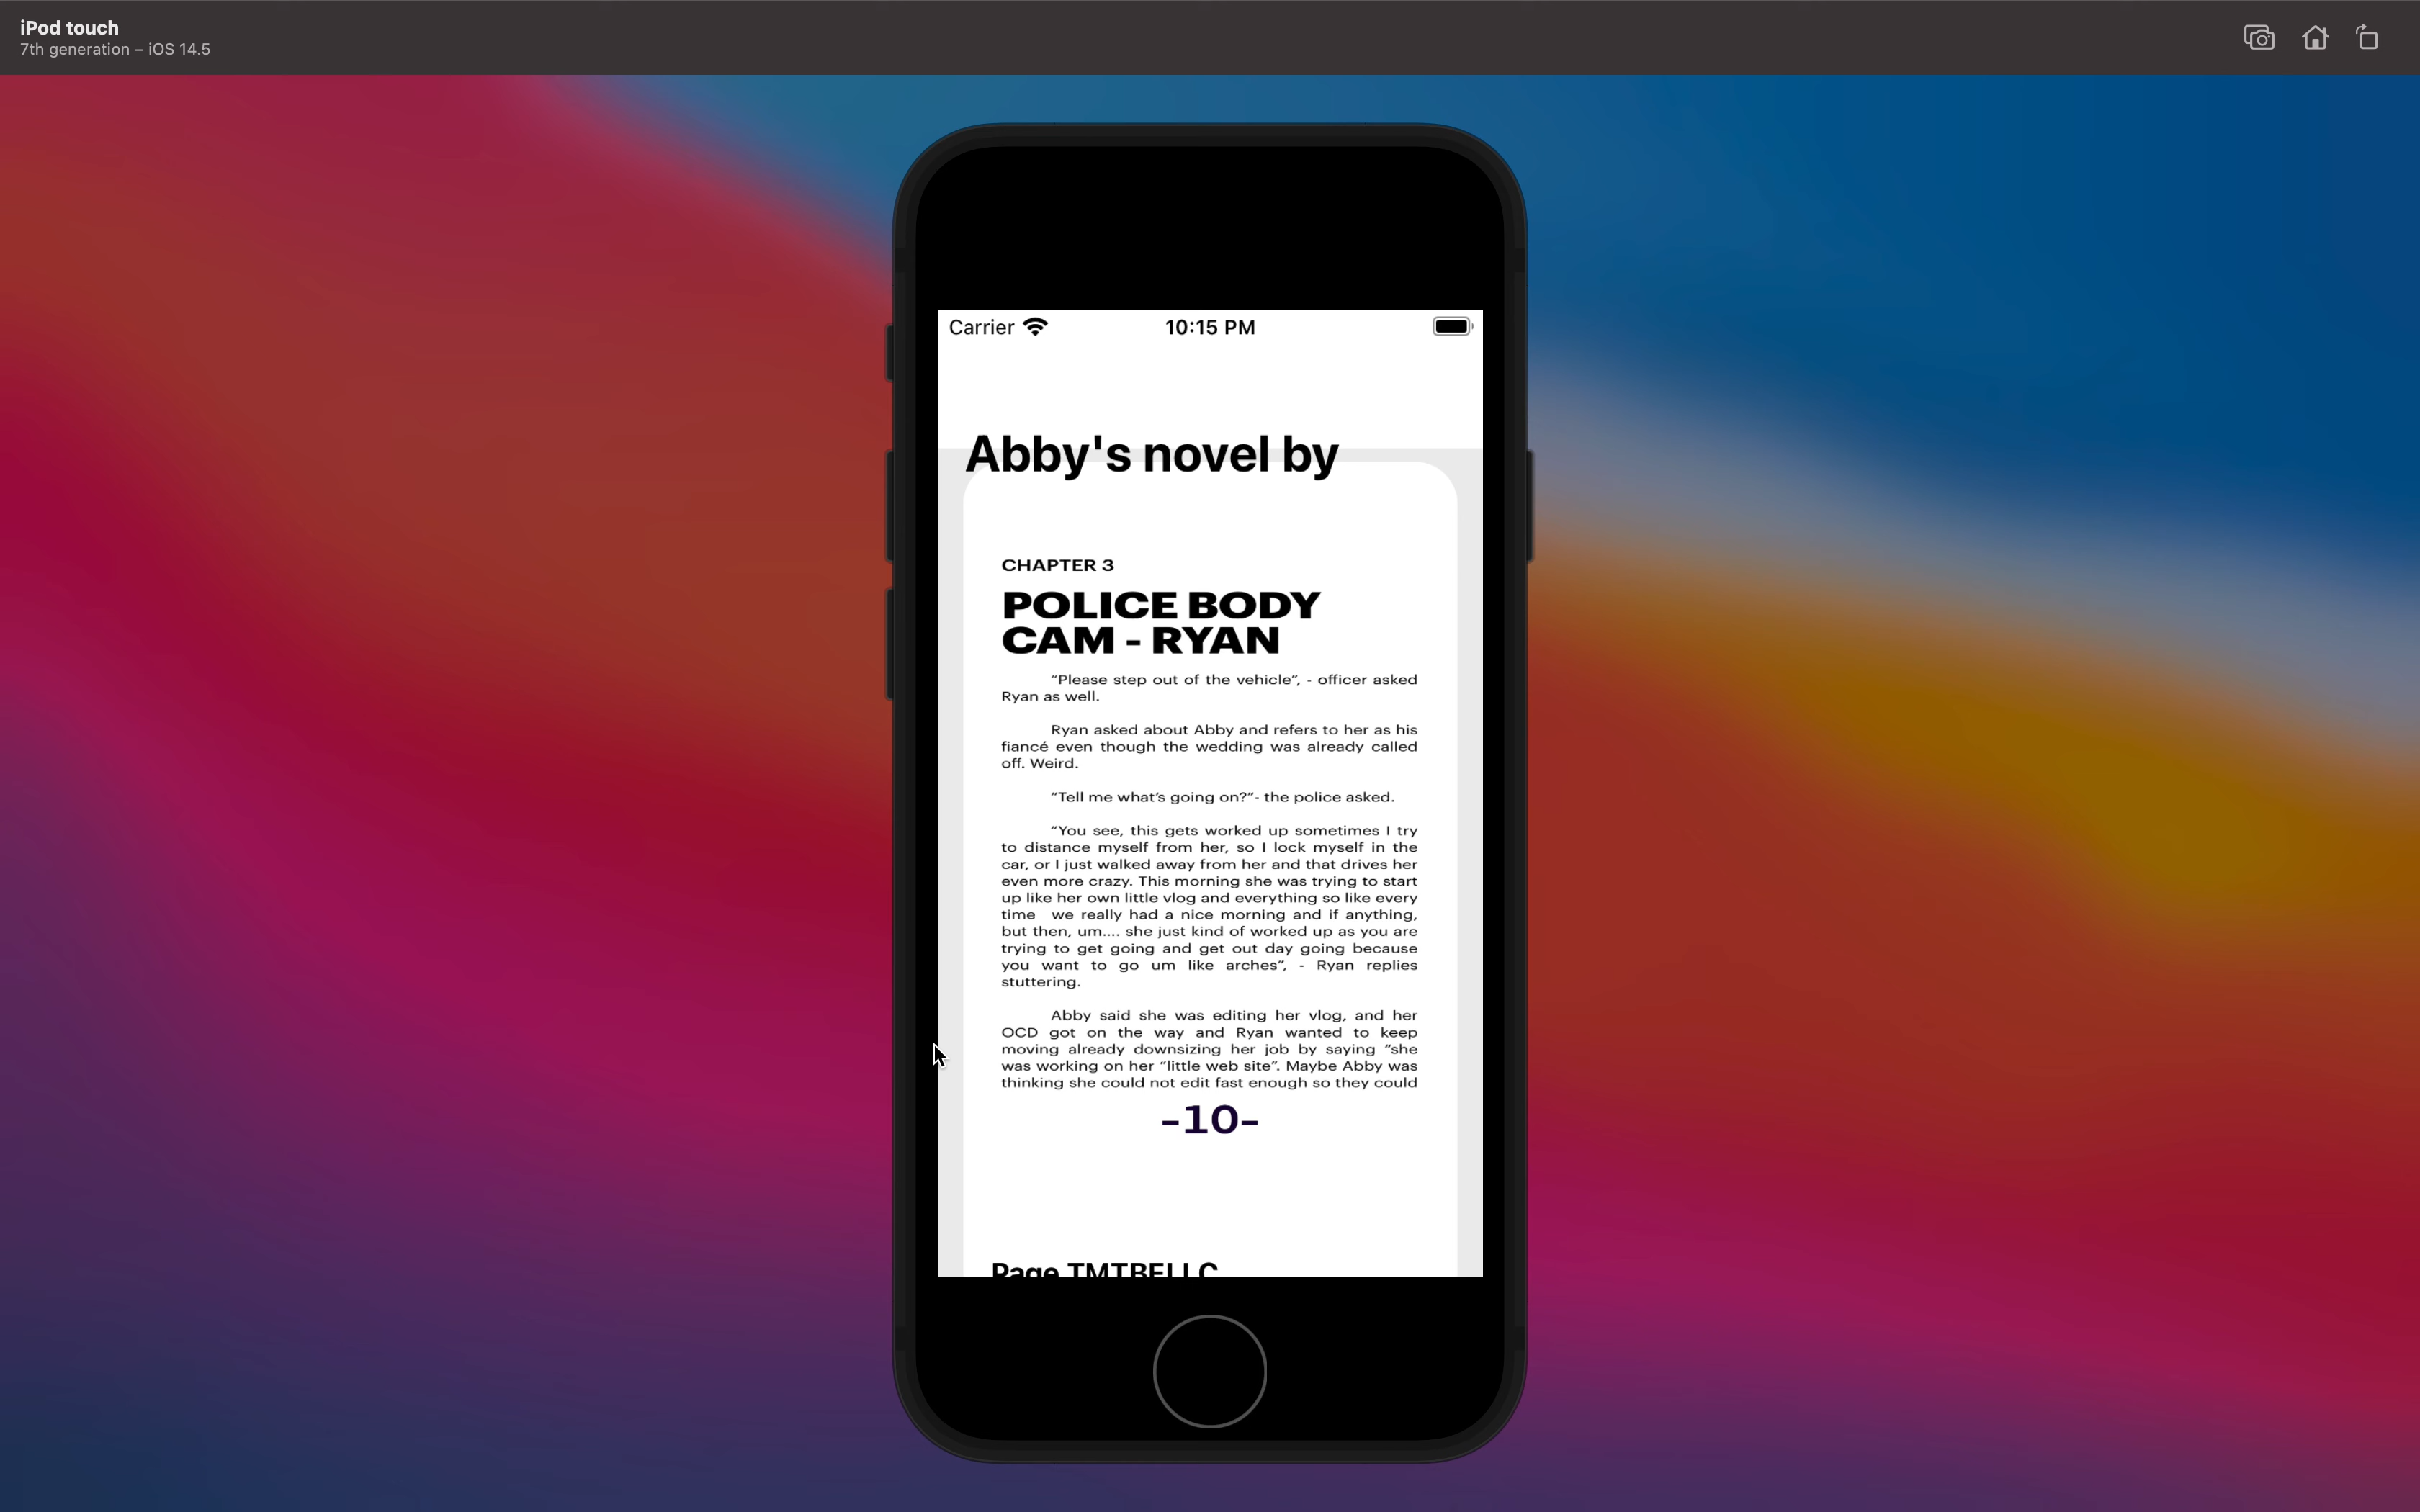 iPod touch
7th generation – iOS 14.5
Carrier
10:15 PM
Abby's novel by
CHAPTER 3
POLICE BODY
CAM - RYAN
“Please step out of the vehicle”, - officer asked
Ryan as well.
Ryan asked about Abby and refers to her as his
fiancé even though the wedding was already called
off. Weird.
“Tell me what’s going on?”- the police asked.
“You see, this gets worked up sometimes I try
to distance myself from her, so I lock myself in the
car, or I just walked away from her and that drives her
even more crazy. This morning she was trying to start
up like her own little vlog and everything so like every
time we really had a nice morning and if anything,
but then, um.... she just kind of worked up as you are
trying to get going and get out day going because
you want to go um like arches”, - Ryan replies
stuttering.
Abby said she was editing her vlog, and her
OCD got on the way and Ryan wanted to keep
moving already downsizing her job by saying “she
was working on her “little web site”. Maybe Abby was
thinking she could not edit fast enough so they could
-10-
Page TMTBELLC